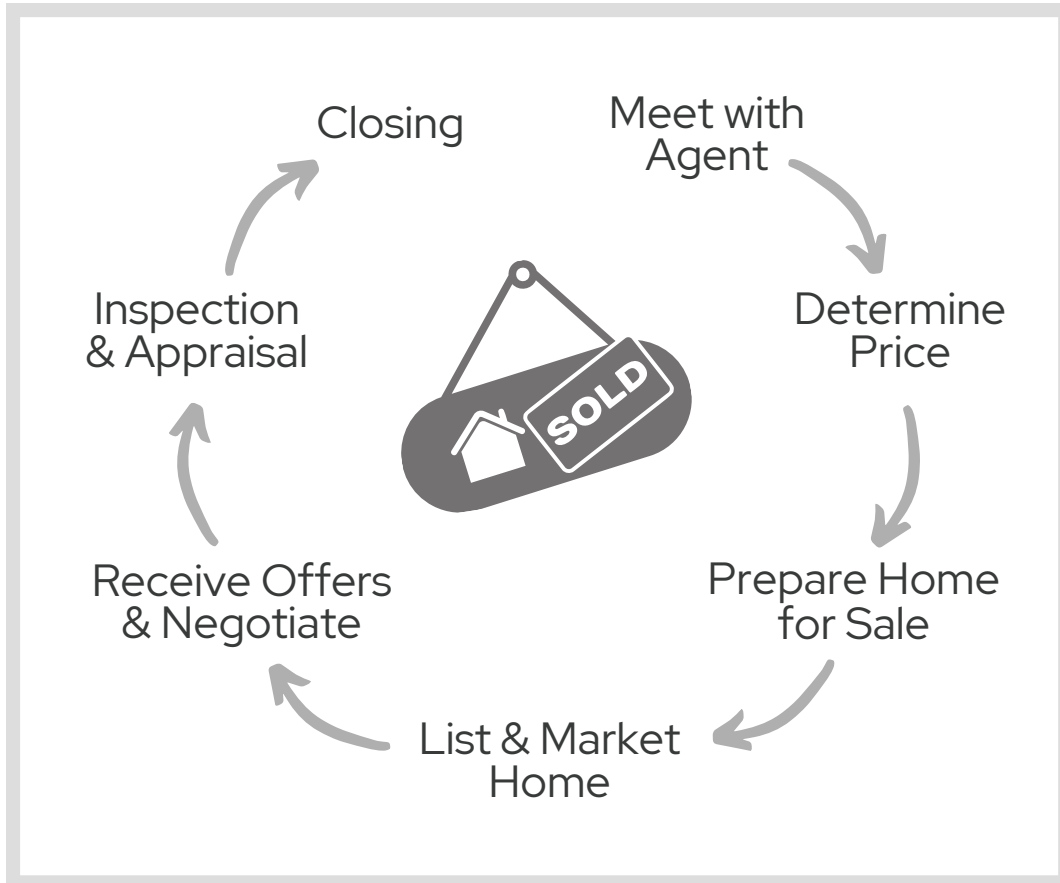 Closing
Meet with
Agent
Inspection
& Appraisal
Determine
Price
SOLD
Receive Offers
& Negotiate
Prepare Home
for Sale
List & Market
Home